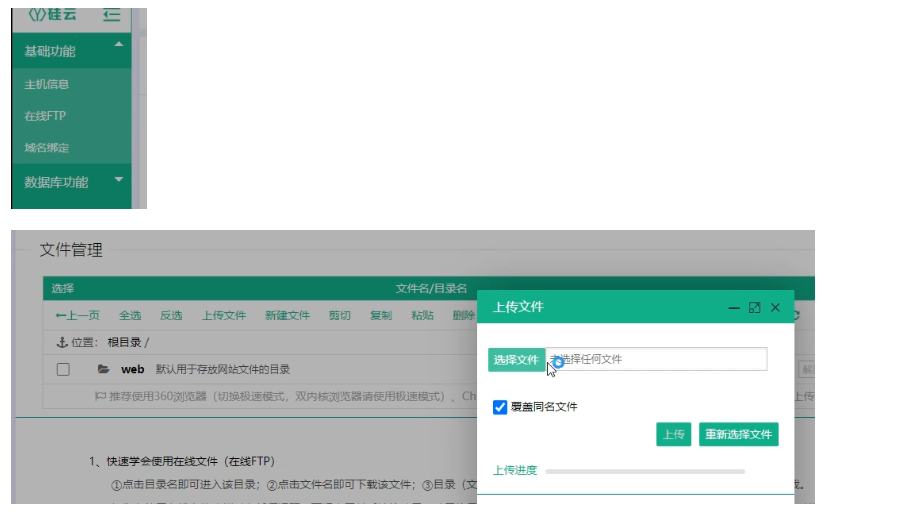 硅云
基础功能
主机信息
在线FTP
域名绑定
数据库功能
文件管理
选择 文件名/目录名
←上一页 全选 反选 上传文件 新建文件 剪切 复制 粘贴 删除
位置： 根目录 /
web 默认用于存放网站文件的目录
推荐使用360浏览器（切换极速模式，双内核浏览器请使用极速模式）、Ch
上传
1、快速学会使用在线文件（在线FTP）
①点击目录名即可进入该目录；②点击文件名即可下载该文件；③目录（文
上传文件
选择文件 未选择任何文件
覆盖同名文件
上传 重新选择文件
上传进度